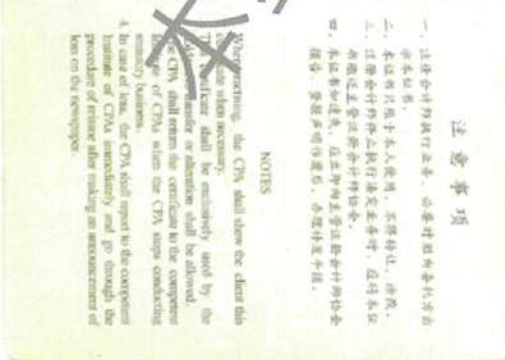 注意事项
一、注册会计师执行业务,必要时须向委托方出
示本证书。
二、本证书只限于本人使用,不得转让、涂改。
三、注册会计师停止执行法定业务时,应将本证
书缴还主管注册会计师协会。
四、本证书如遗失,应立即向主管注册会计师协会
报告,登报声明作废后,办理补发手续。
NOTES
When practising, the CPA shall show the client this
when necessary.
shall be exclusively used by the
or alteration shall be allowed.
CPA shall return the certificate to the competent
of CPAs when the CPA stops conducting
statutory business.
4. In case of loss, the CPA shall report to the competent
Institute of CPAs immediately and go through the
procedure of reissue after making an announcement of
loss on the newspaper.